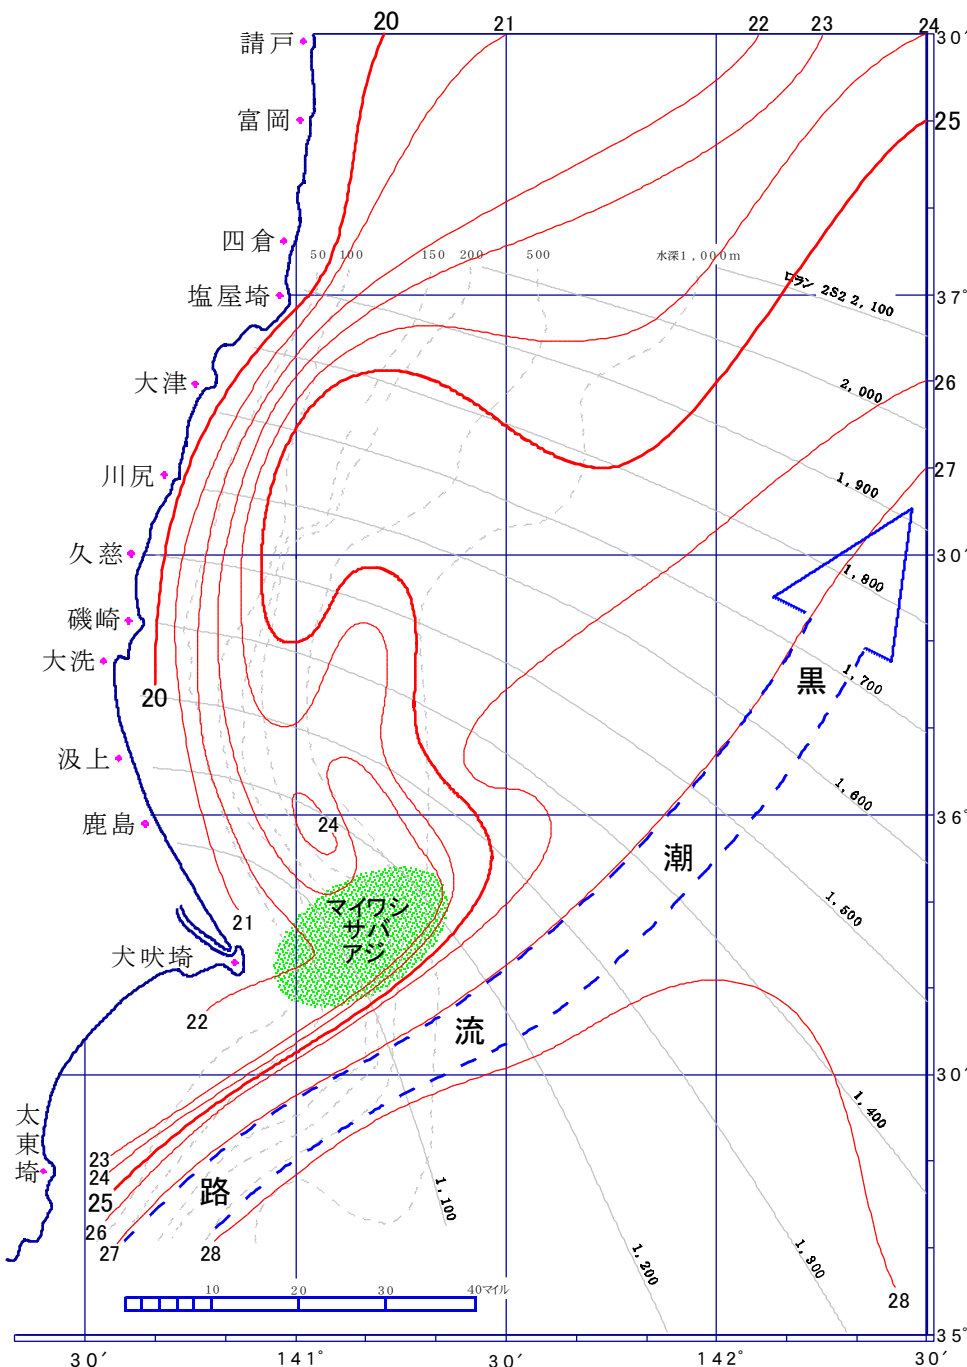 20
21
22
23
24
30′
請戸
富岡
25
四倉
50
100
150
200
500
水深1,000m
塩屋埼
37°
ロラン 2S2 2,100
大津
2,000
26
川尻
27
1,900
久慈
30′
1,800
磯崎
大洗
黒
1,700
20
汲上
1,600
鹿島
24
36°
潮
マイワシ
サバ
アジ
1,500
21
犬吠埼
22
流
30′
1,400
太東埼
23
24
25
路
1,100
26
27
28
1,200
1,300
10
20
30
40マイル
28
35°
30′
141°
30′
142°
30′